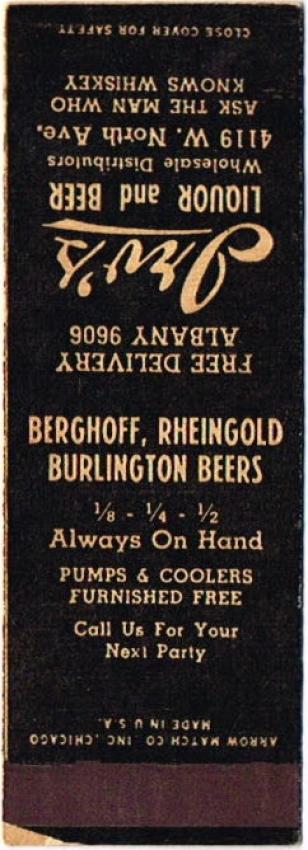 CLOSE COVER FOR SAFETY
ASK THE MAN WHO
KNOWS WHISKEY
4119 W. North Ave.
Wholesale Distributors
LIQUOR and BEER
Irv's
ALBANY 9606
FREE DELIVERY
BERGHOFF, RHEINGOLD
BURLINGTON BEERS
1/8 - 1/4 - 1/2
Always On Hand
PUMPS & COOLERS
FURNISHED FREE
Call Us For Your
Next Party
ARROW MATCH CO. INC., CHICAGO
MADE IN U.S.A.